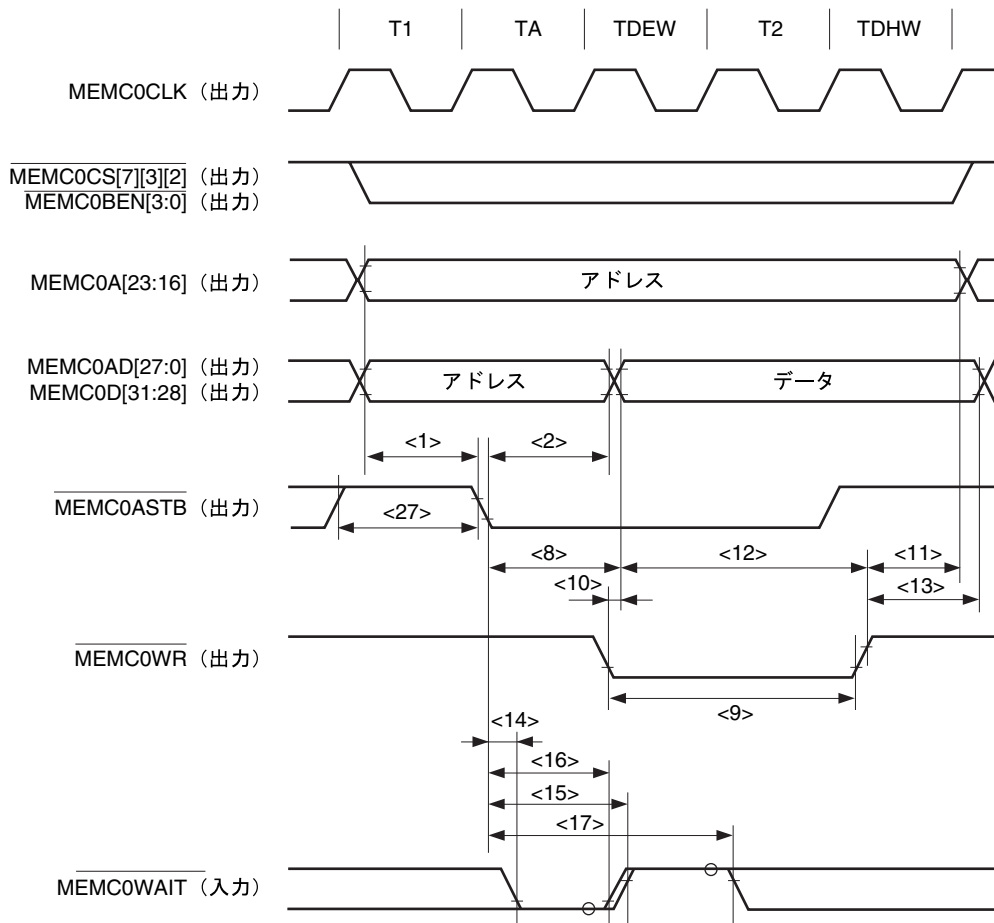 T1 TA TDEW T2 TDHW
MEMC0CLK（出力）
MEMC0CS[7][3][2]（出力）
MEMC0BEN[3:0]（出力）
MEMC0A[23:16]（出力）
アドレス
MEMC0AD[27:0]（出力）
MEMC0D[31:28]（出力）
アドレス
データ
<1> <2>
MEMC0ASTB（出力）
<27>
<8> <12> <11>
<10> <13>
MEMC0WR（出力）
<9>
<14>
<16>
<15>
<17>
MEMC0WAIT（入力）